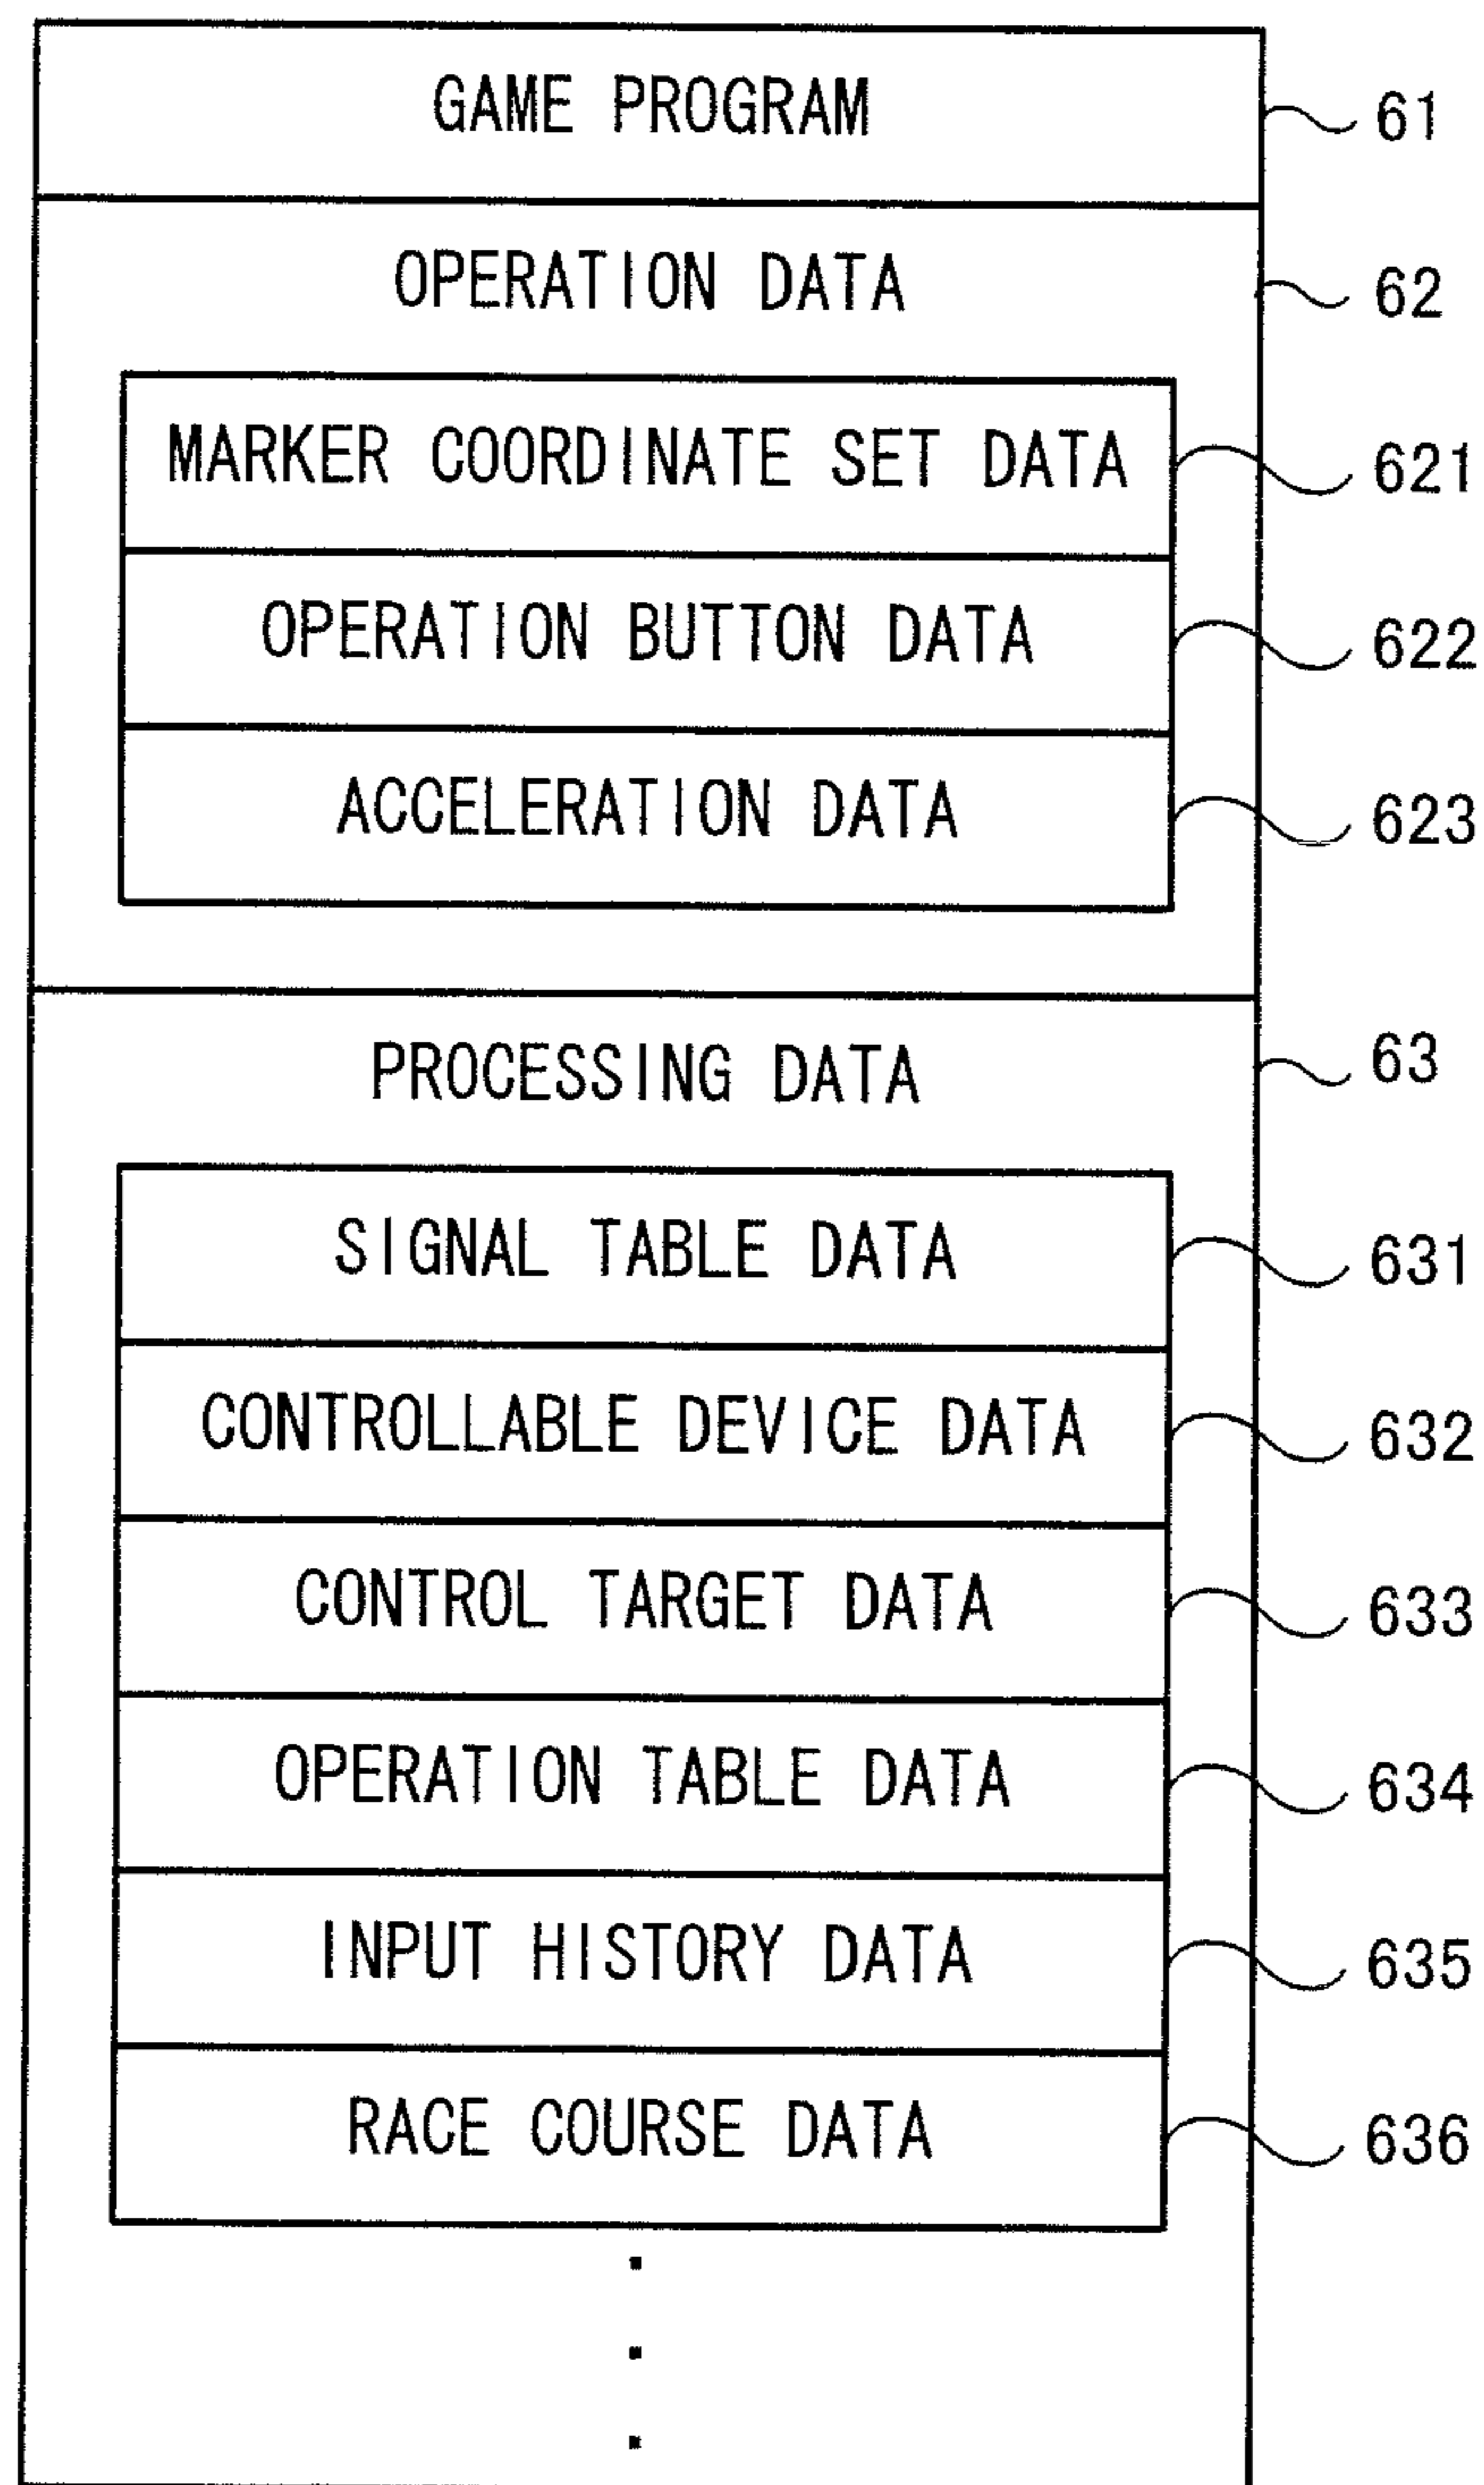 GAME PROGRAM 61
OPERATION DATA 62
MARKER COORDINATE SET DATA 621
OPERATION BUTTON DATA 622
ACCELERATION DATA 623
PROCESSING DATA 63
SIGNAL TABLE DATA 631
CONTROLLABLE DEVICE DATA 632
CONTROL TARGET DATA 633
OPERATION TABLE DATA 634
INPUT HISTORY DATA 635
RACE COURSE DATA 636